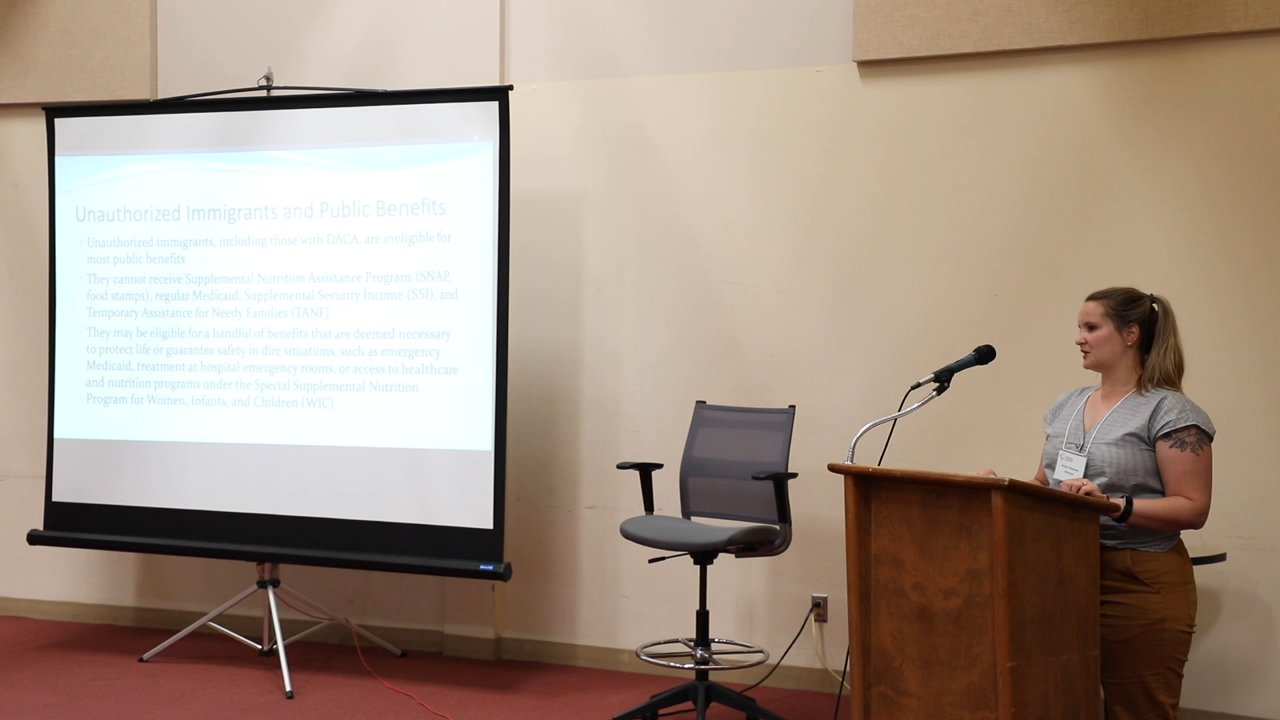 Unauthorized Immigrants and Public Benefits
Unauthorized immigrants, including those with DACA, are ineligible for
most public benefits
They cannot receive Supplemental Nutrition Assistance Program (SNAP,
food stamps), regular Medicaid, Supplemental Security Income (SSI), and
Temporary Assistance for Needy Families (TANF)
They may be eligible for a handful of benefits that are deemed necessary
to protect life or guarantee safety in dire situations, such as emergency
Medicaid, treatment at hospital emergency rooms, or access to healthcare
and nutrition programs under the Special Supplemental Nutrition
Program for Women, Infants, and Children (WIC)